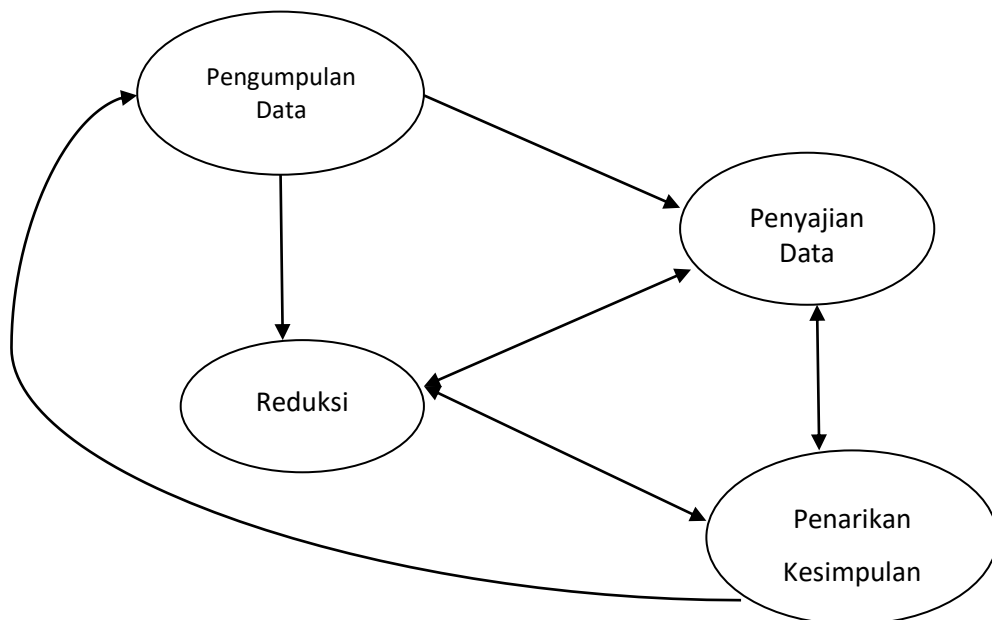 Pengumpulan
Data
Penyajian
Data
Reduksi
Penarikan
Kesimpulan